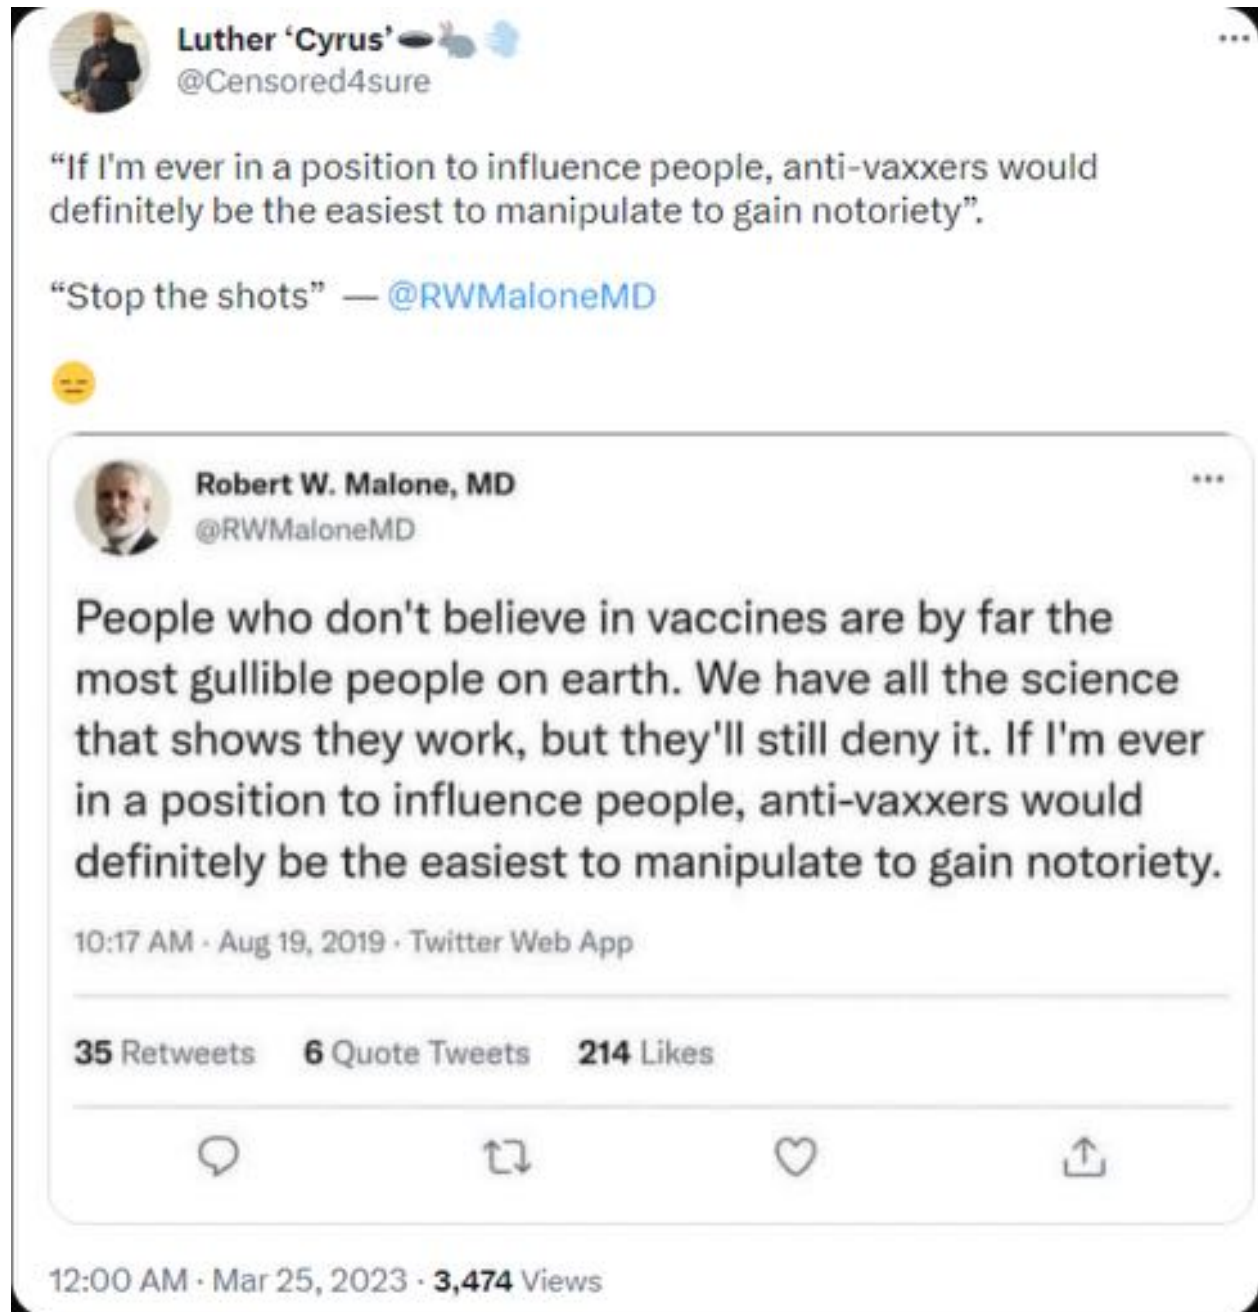 Luther ‘Cyrus’🕳️🐇💨
@Censored4sure
“If I'm ever in a position to influence people, anti-vaxxers would
definitely be the easiest to manipulate to gain notoriety”.
“Stop the shots” — @RWMaloneMD
😑
Robert W. Malone, MD
@RWMaloneMD
People who don't believe in vaccines are by far the
most gullible people on earth. We have all the science
that shows they work, but they'll still deny it. If I'm ever
in a position to influence people, anti-vaxxers would
definitely be the easiest to manipulate to gain notoriety.
10:17 AM · Aug 19, 2019 · Twitter Web App
35 Retweets 6 Quote Tweets 214 Likes
12:00 AM · Mar 25, 2023 · 3,474 Views